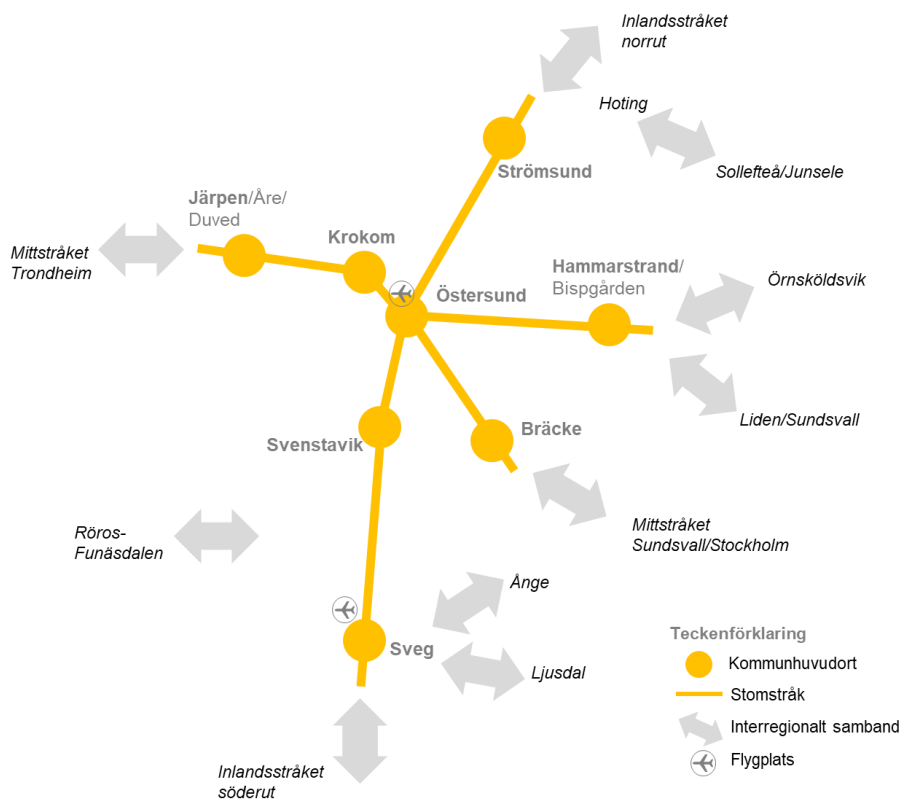 Inlandsstråket
norrut
Hoting
Strömsund
Sollefteå/Junsele
Järpen/Åre/
Duved
Krokom
Mittstråket
Trondheim
Hammarstrand/
Bispgården
Örnsköldsvik
Östersund
Liden/Sundsvall
Bräcke
Svenstavik
Röros-
Funäsdalen
Mittstråket
Sundsvall/Stockholm
Ånge
Sveg
Ljusdal
Inlandsstråket
söderut
Teckenförklaring
Kommunhuvudort
Stomstråk
Interregionalt samband
Flygplats